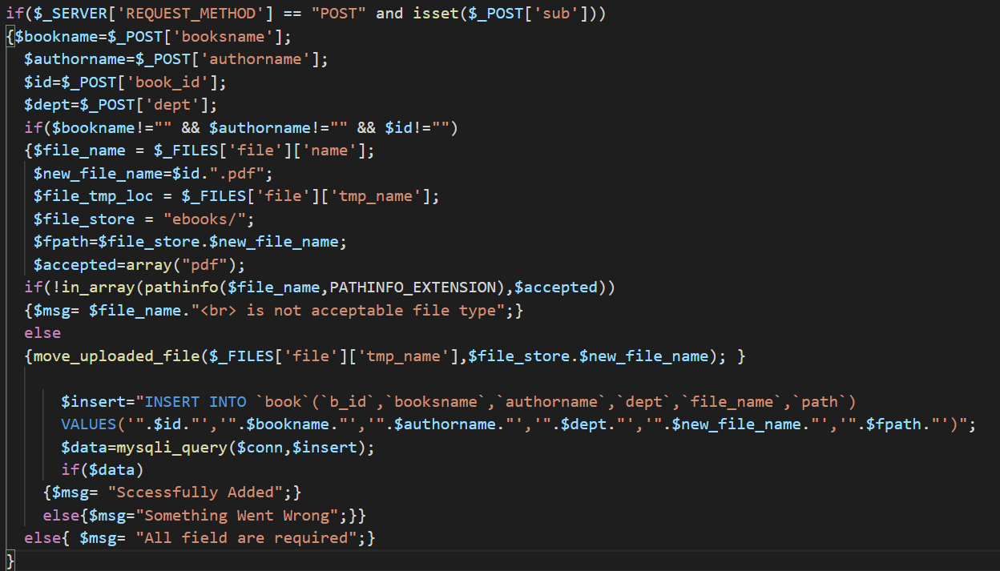 if($_SERVER['REQUEST_METHOD'] == "POST" and isset($_POST['sub']))
{$bookname=$_POST['booksname'];
$authorname=$_POST['authorname'];
$id=$_POST['book_id'];
$dept=$_POST['dept'];
if($bookname!="" && $authorname!="" && $id!="")
{$file_name = $_FILES['file']['name'];
$new_file_name=$id.".pdf";
$file_tmp_loc = $_FILES['file']['tmp_name'];
$file_store = "ebooks/";
$fpath=$file_store.$new_file_name;
$accepted=array("pdf");
if(!in_array(pathinfo($file_name,PATHINFO_EXTENSION),$accepted))
{$msg= $file_name."<br> is not acceptable file type";}
else
{move_uploaded_file($_FILES['file']['tmp_name'],$file_store.$new_file_name); }
$insert="INSERT INTO `book`(`b_id`,`booksname`,`authorname`,`dept`,`file_name`,`path`)
VALUES('".$id."','".$bookname."','".$authorname."','".$dept."','".$new_file_name."','".$fpath."')";
$data=mysqli_query($conn,$insert);
if($data)
{$msg= "Sccessfully Added";}
else{$msg="Something Went Wrong";}}
else{ $msg= "All field are required";}
}